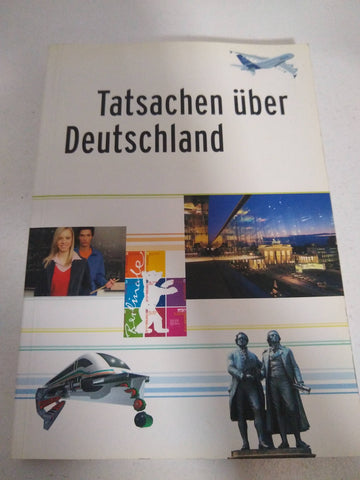 Tatsachen über
Deutschland
Berlinale